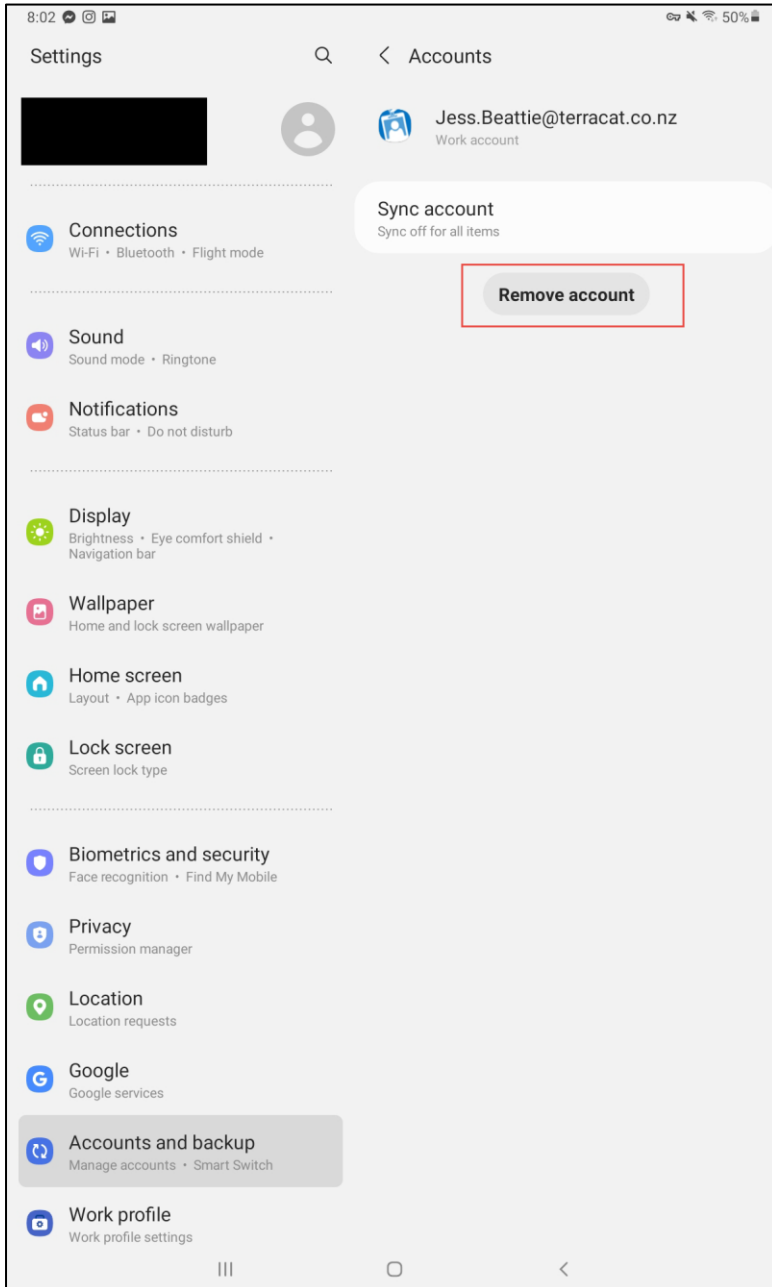 8:02
50%
Settings
Connections
Wi-Fi • Bluetooth • Flight mode
Sound
Sound mode • Ringtone
Notifications
Status bar • Do not disturb
Display
Brightness • Eye comfort shield •
Navigation bar
Wallpaper
Home and lock screen wallpaper
Home screen
Layout • App icon badges
Lock screen
Screen lock type
Biometrics and security
Face recognition • Find My Mobile
Privacy
Permission manager
Location
Location requests
Google
Google services
Accounts and backup
Manage accounts • Smart Switch
Work profile
Work profile settings
Accounts
Jess.Beattie@terracat.co.nz
Work account
Sync account
Sync off for all items
Remove account